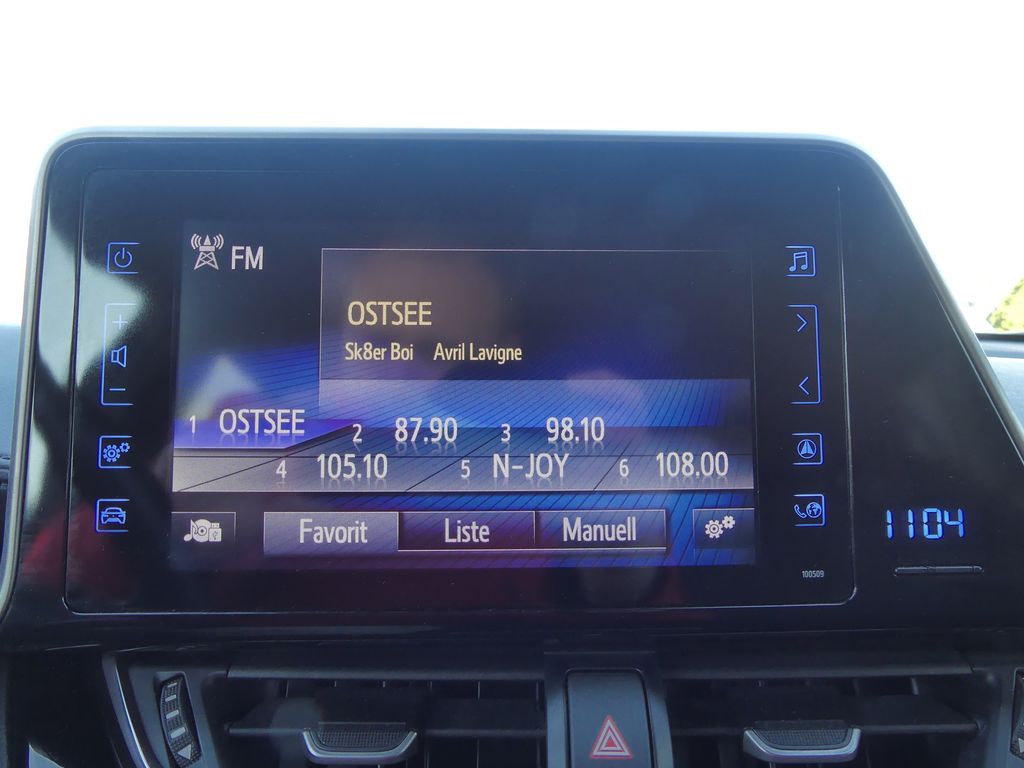 FM
OSTSEE
Sk8er Boi Avril Lavigne
1 OSTSEE 2 87.90 3 98.10
4 105.10 5 N-JOY 6 108.00
Favorit Liste Manuell
1104
100509